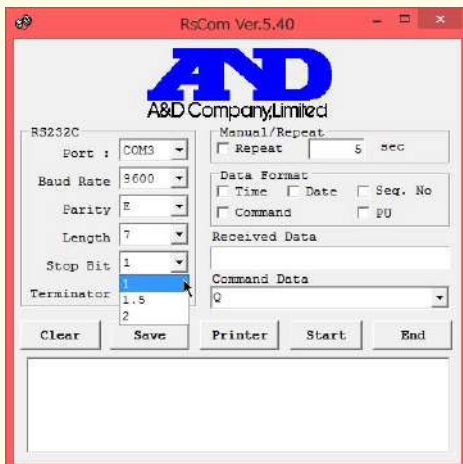 RsCom Ver.5.40
AND
A&D Company,Limited
RS232C
Port : COM3
Baud Rate 9600
Parity E
Length 7
Stop Bit 1
1
1.5
2
Terminator
Manual/Repeat
Repeat 5 sec
Data Format
Time Date Seq. No
Command PU
Received Data
Command Data
Q
Clear Save Printer Start End